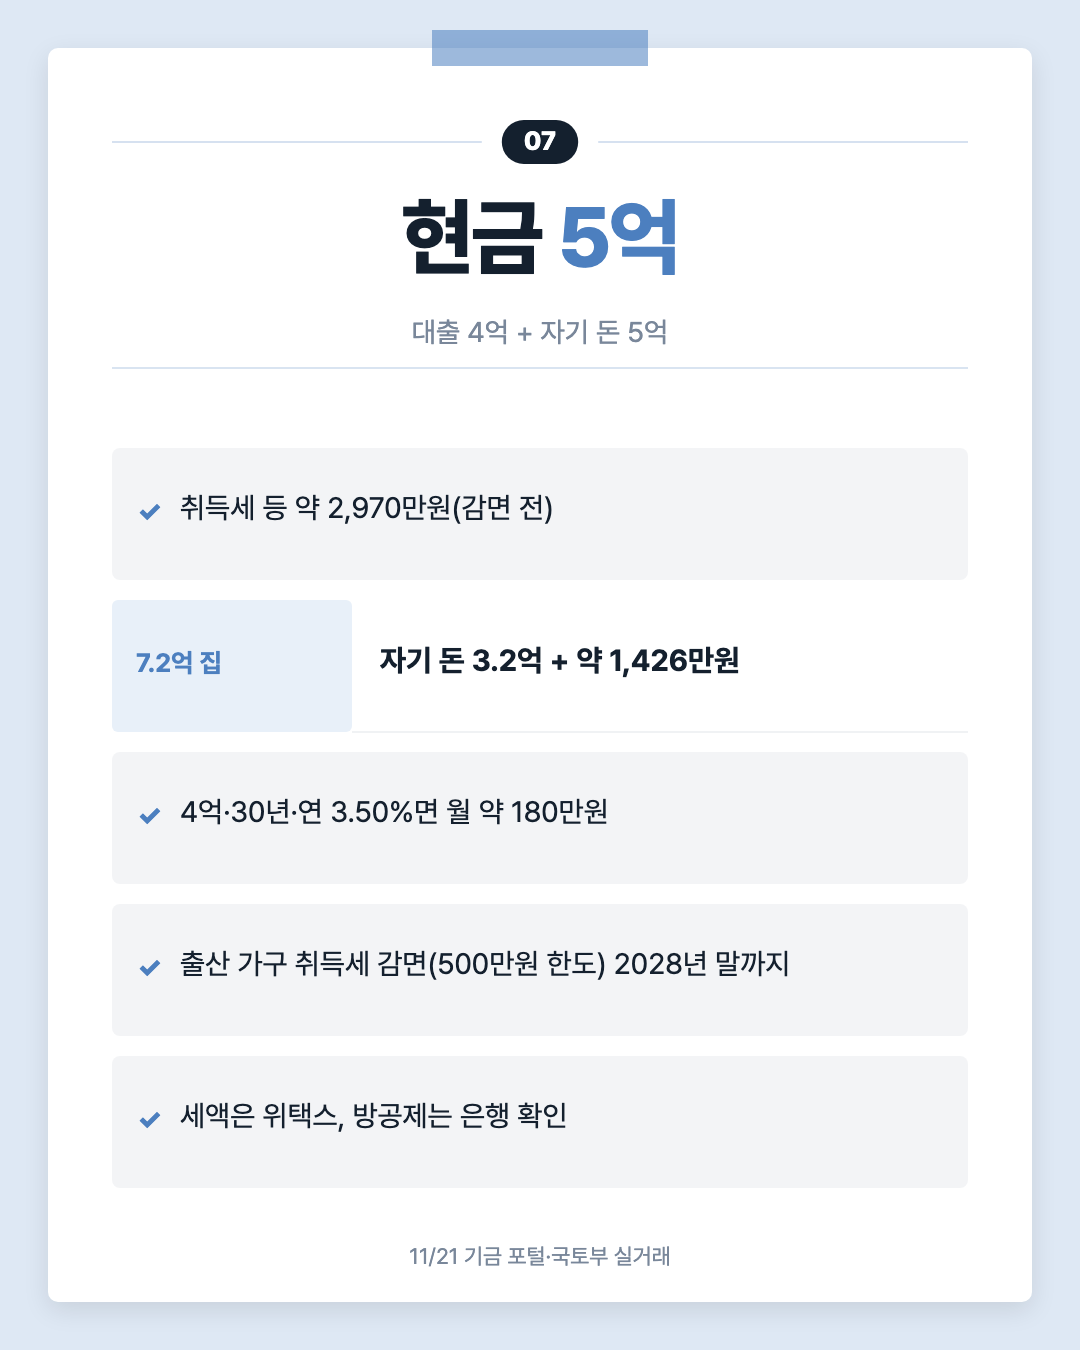 07
현금 5억
대출 4억 + 자기 돈 5억
취득세 등 약 2,970만원(감면 전)
7.2억 집
자기 돈 3.2억 + 약 1,426만원
4억·30년·연 3.50%면 월 약 180만원
출산 가구 취득세 감면(500만원 한도) 2028년 말까지
세액은 위택스, 방공제는 은행 확인
11/21 기금 포털·국토부 실거래